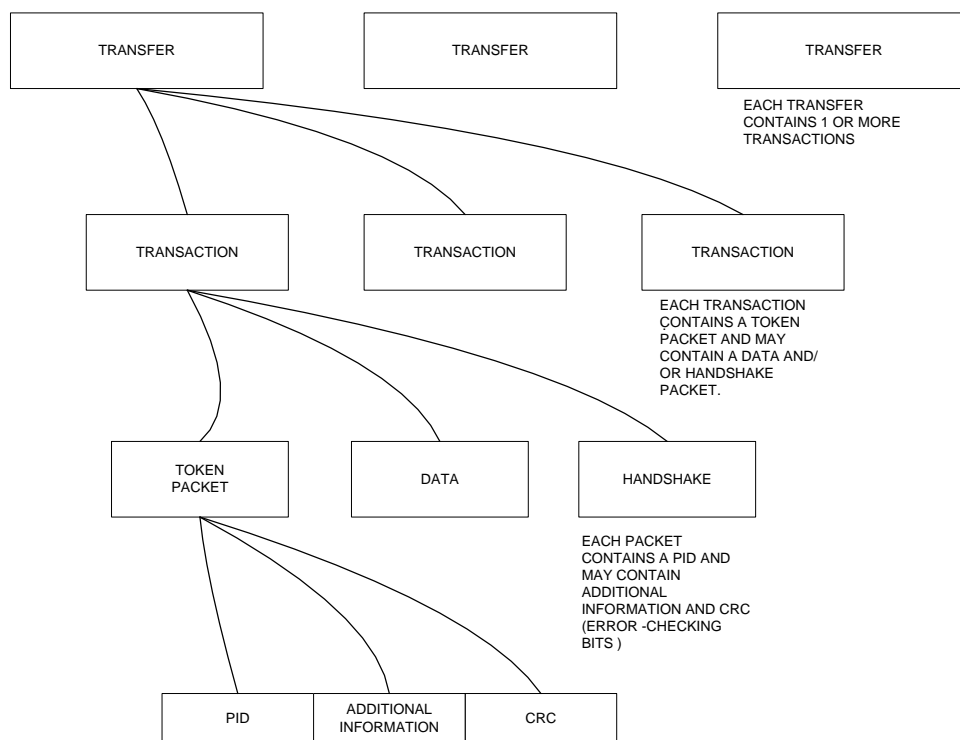 TRANSFER
TRANSFER
TRANSFER
EACH TRANSFER
CONTAINS 1 OR MORE
TRANSACTIONS
TRANSACTION
TRANSACTION
TRANSACTION
EACH TRANSACTION
CONTAINS A TOKEN
PACKET AND MAY
CONTAIN A DATA AND/
OR HANDSHAKE
PACKET.
TOKEN
PACKET
DATA
HANDSHAKE
EACH PACKET
CONTAINS A PID AND
MAY CONTAIN
ADDITIONAL
INFORMATION AND CRC
(ERROR -CHECKING
BITS )
PID
ADDITIONAL
INFORMATION
CRC